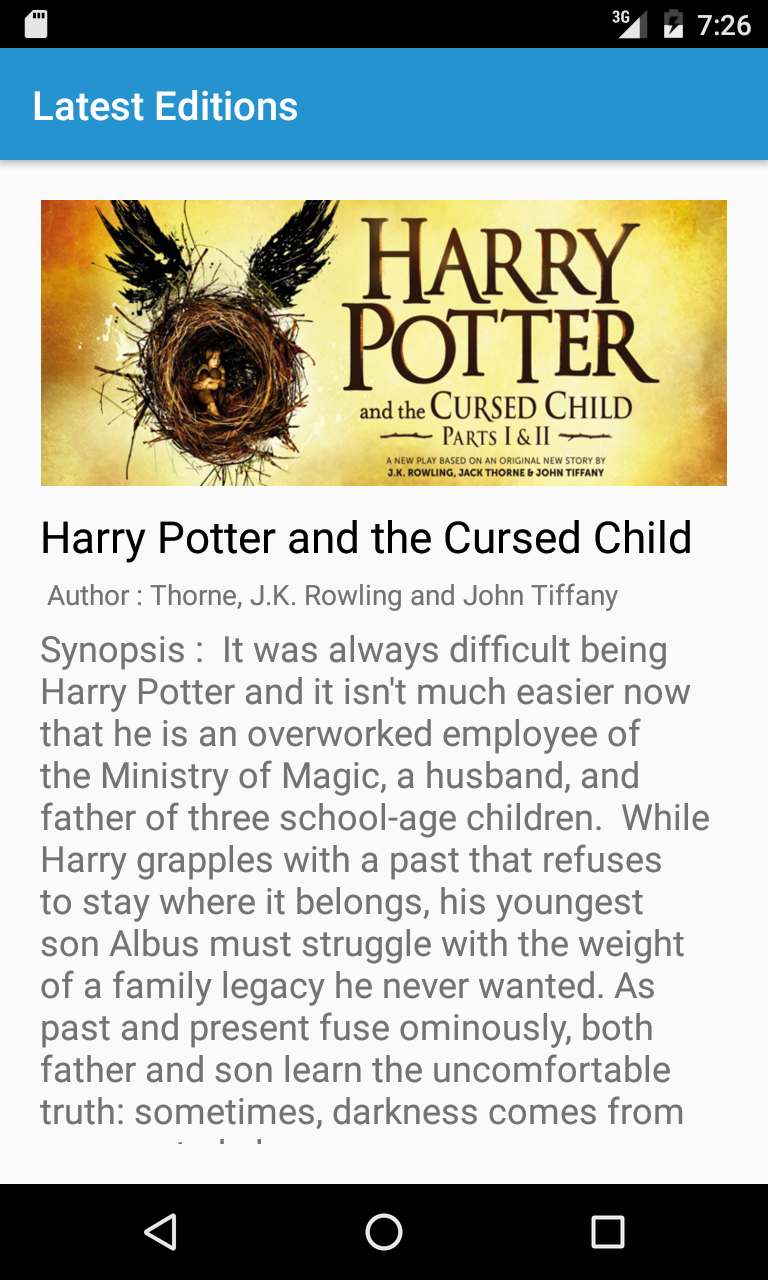 3G 7:26
Latest Editions
HARRY
POTTER
and the CURSED CHILD
PARTS I & II
A NEW PLAY BASED ON AN ORIGINAL NEW STORY BY
J.K. ROWLING, JACK THORNE & JOHN TIFFANY
Harry Potter and the Cursed Child
Author : Thorne, J.K. Rowling and John Tiffany
Synopsis :  It was always difficult being
Harry Potter and it isn't much easier now
that he is an overworked employee of
the Ministry of Magic, a husband, and
father of three school-age children.  While
Harry grapples with a past that refuses
to stay where it belongs, his youngest
son Albus must struggle with the weight
of a family legacy he never wanted. As
past and present fuse ominously, both
father and son learn the uncomfortable
truth: sometimes, darkness comes from